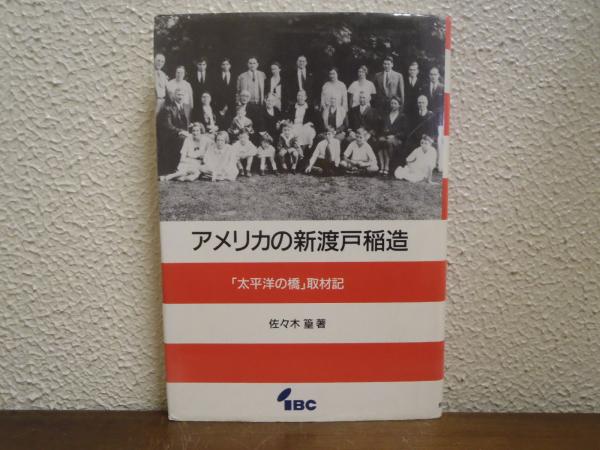 アメリカの新渡戸稲造
「太平洋の橋」取材記
佐々木 篁 著
IBC